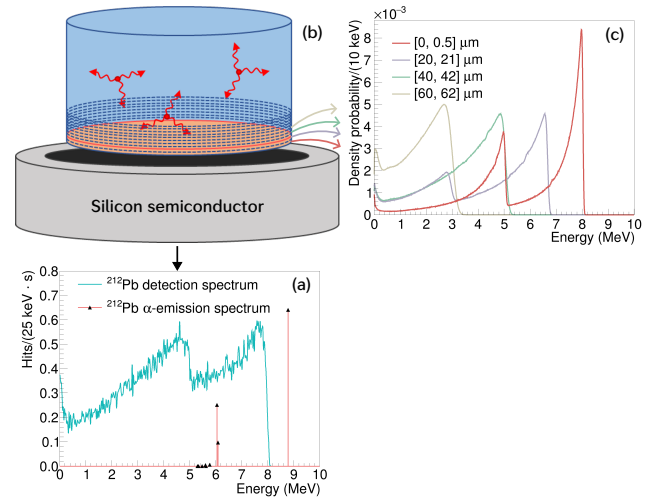 (b)
Silicon semiconductor
(c)
×10⁻³
[0, 0.5] μm
[20, 21] μm
[40, 42] μm
[60, 62] μm
Density probability/(10 keV)
8
7
6
5
4
3
2
1
0
0 1 2 3 4 5 6 7 8 9 10
Energy (MeV)
(a)
²¹²Pb detection spectrum
²¹²Pb α-emission spectrum
Hits/(25 keV · s)
0.8
0.7
0.6
0.5
0.4
0.3
0.2
0.1
0.0
0 1 2 3 4 5 6 7 8 9 10
Energy (MeV)